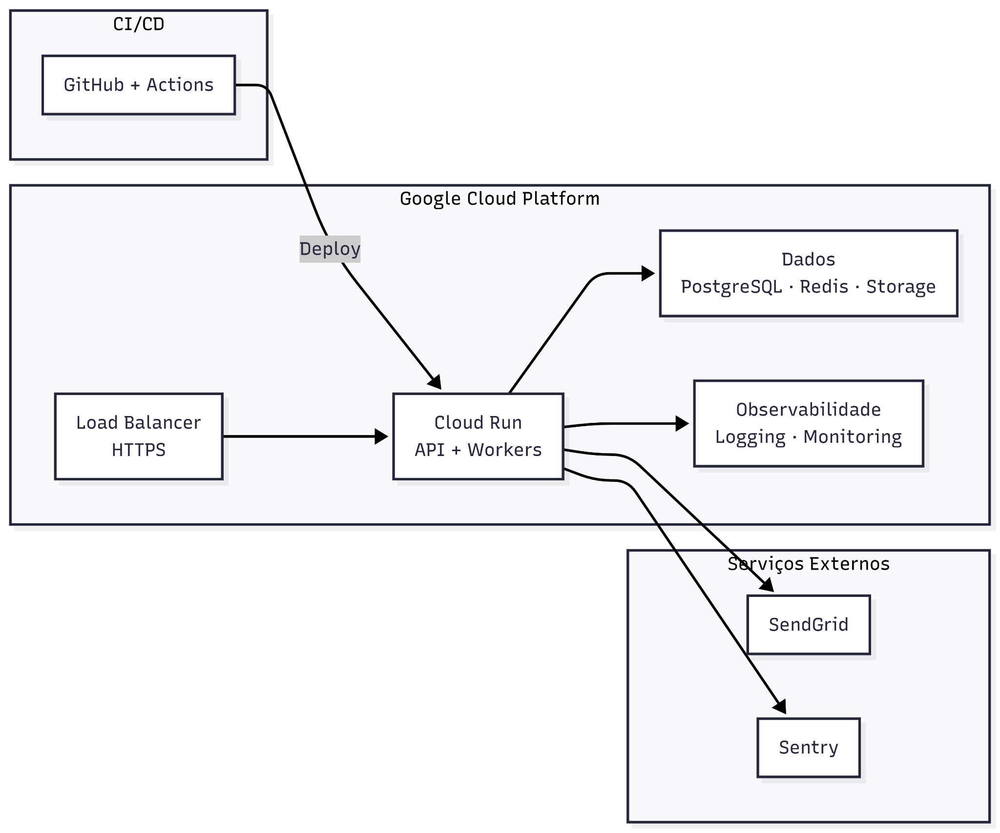 CI/CD
GitHub + Actions
Google Cloud Platform
Deploy
Dados
PostgreSQL · Redis · Storage
Load Balancer
HTTPS
Cloud Run
API + Workers
Observabilidade
Logging · Monitoring
Serviços Externos
SendGrid
Sentry